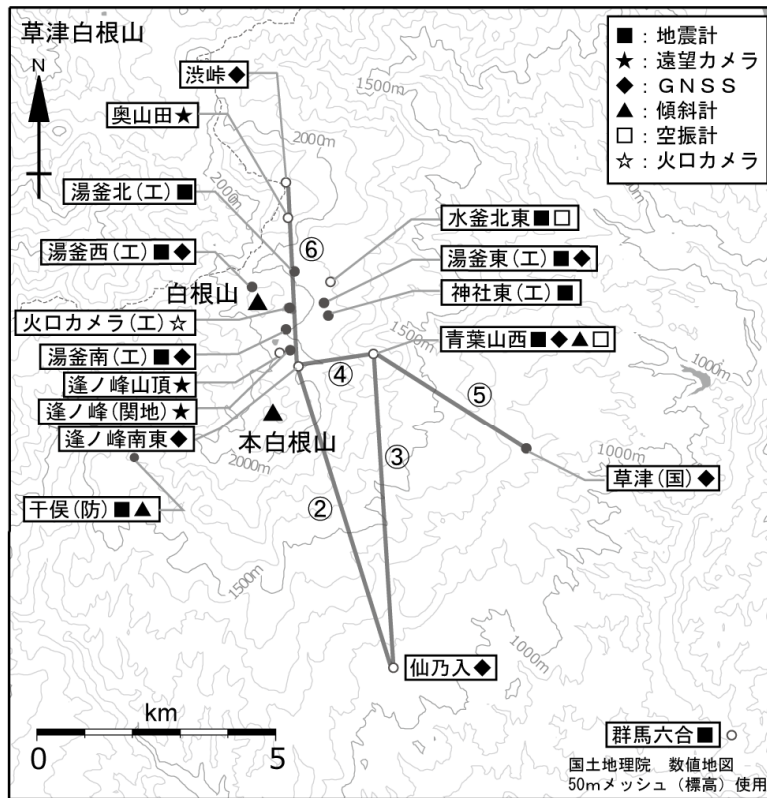 草津白根山
N
■:地震計
★:遠望カメラ
◆:GNSS
▲:傾斜計
□:空振計
☆:火口カメラ
渋峠◆
奥山田★
湯釜北(工)■
湯釜西(工)■◆
白根山
火口カメラ(工)☆
湯釜南(工)■◆
逢ノ峰山頂★
逢ノ峰(関地)★
逢ノ峰南東◆
本白根山
干俣(防)■▲
水釜北東■□
湯釜東(工)■◆
神社東(工)■
青葉山西■◆▲□
草津(国)◆
仙乃入◆
群馬六合■
⑥
④
⑤
③
②
1500m
2000m
2000m
1500m
1000m
1000m
2000m
1500m
1000m
km
0 5
国土地理院 数値地図
50mメッシュ(標高)使用